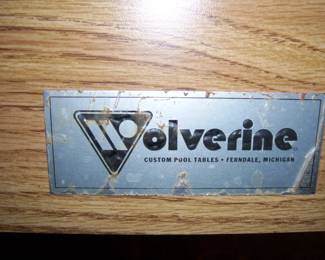 Wolverine
CUSTOM POOL TABLES • FERNDALE, MICHIGAN